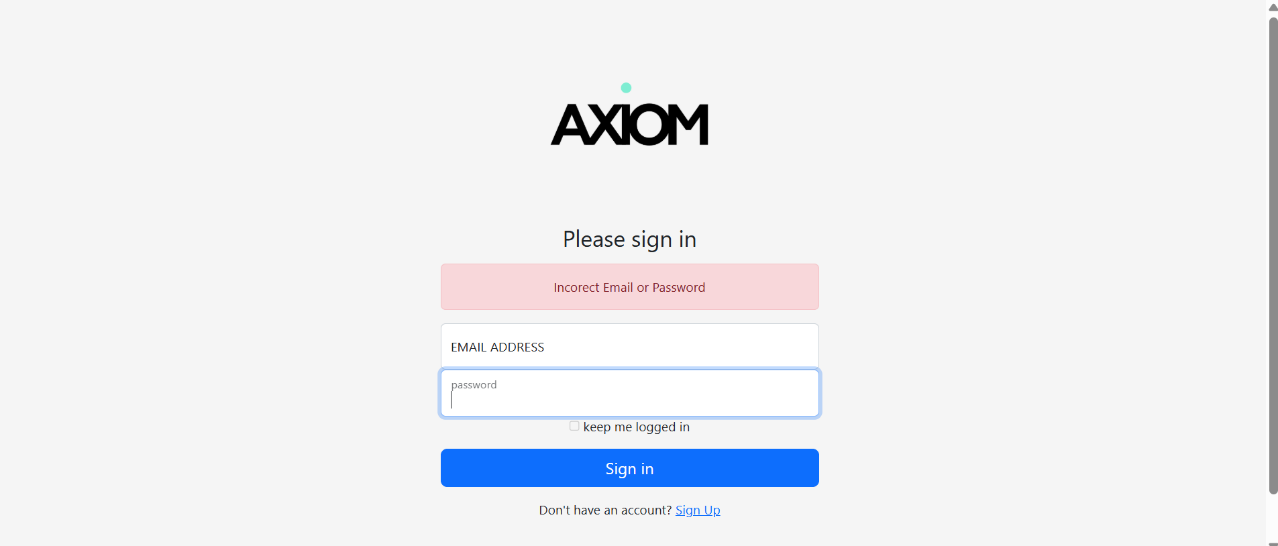 AXIOM
Please sign in
Incorect Email or Password
EMAIL ADDRESS
password
keep me logged in
Sign in
Don't have an account? Sign Up